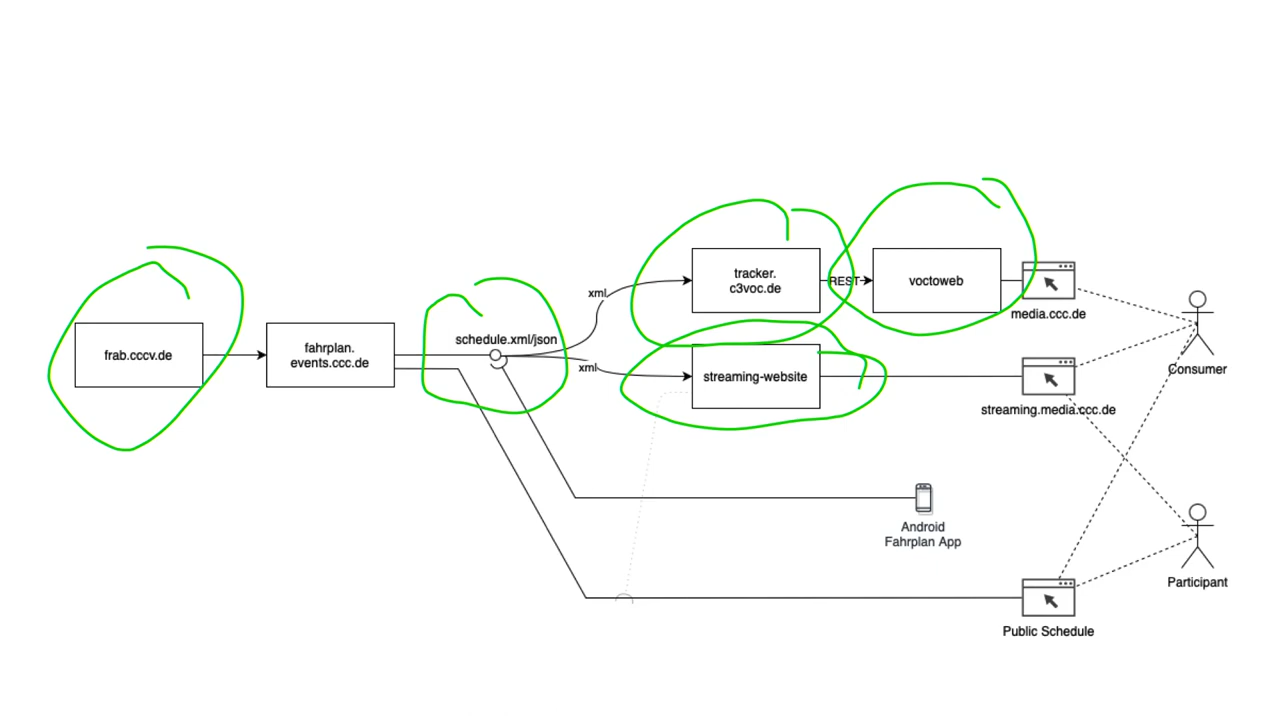 frab.cccv.de
fahrplan.
events.ccc.de
schedule.xml/json
xml
xml
tracker.
c3voc.de
REST
voctoweb
streaming-website
media.ccc.de
streaming.media.ccc.de
Consumer
Android
Fahrplan App
Participant
Public Schedule